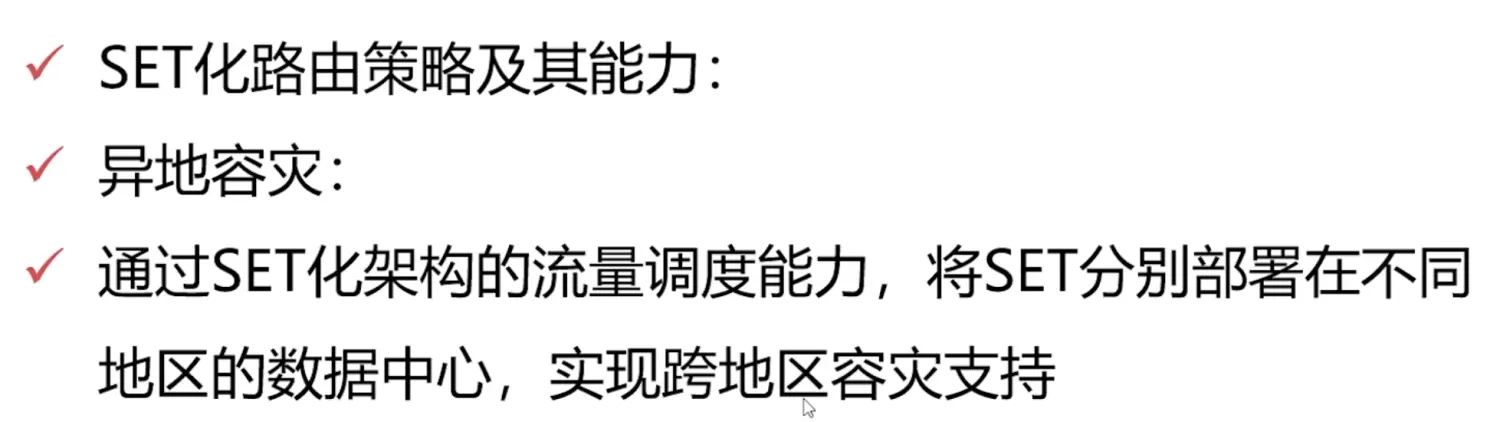 SET化路由策略及其能力：
异地容灾：
通过SET化架构的流量调度能力，将SET分别部署在不同
地区的数据中心，实现跨地区容灾支持